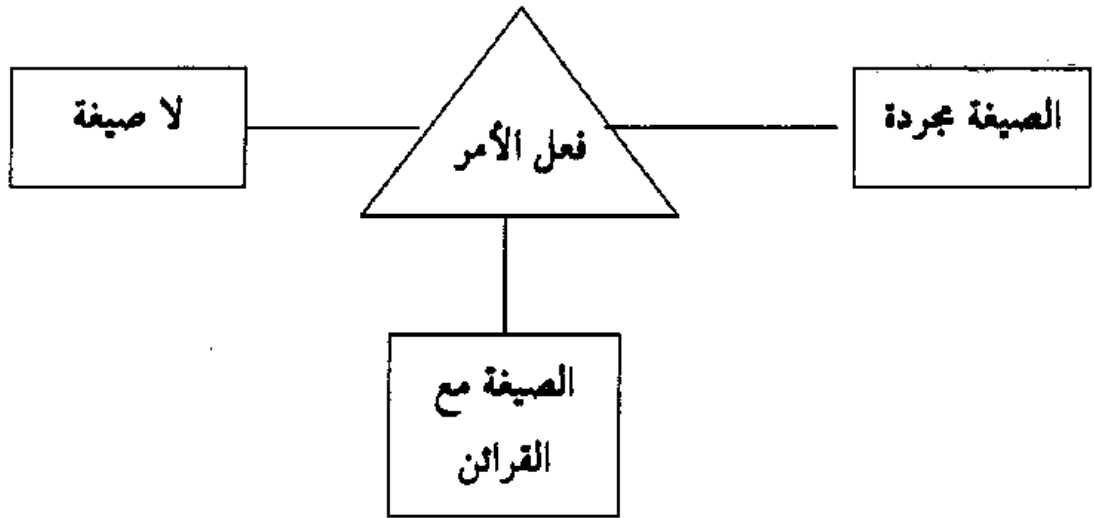 الصيغة مجردة
فعل الأمر
لا صيغة
الصيغة مع
القرائن